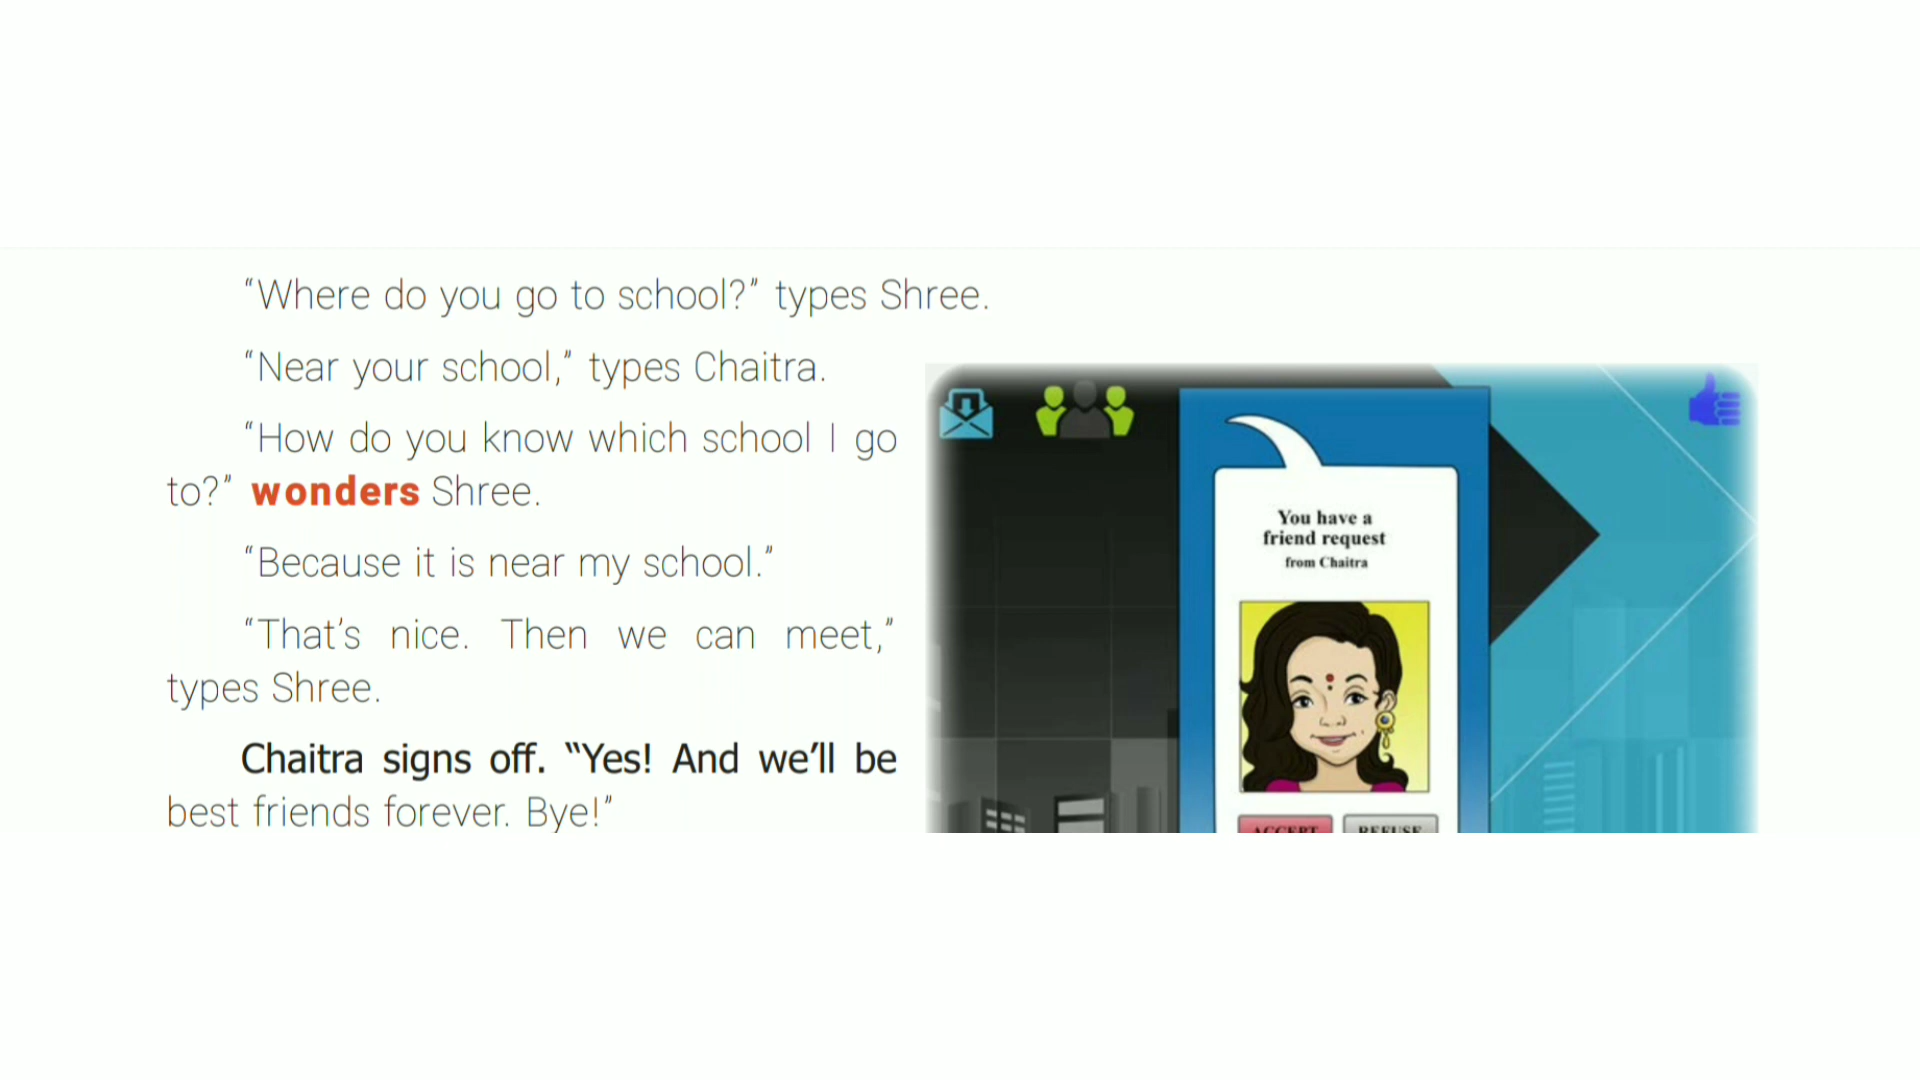 “Where do you go to school?” types Shree.
“Near your school,” types Chaitra.
“How do you know which school I go
to?” wonders Shree.
“Because it is near my school.”
“That’s nice. Then we can meet,”
types Shree.
Chaitra signs off. “Yes! And we’ll be
best friends forever. Bye!”
You have a
friend request
from Chaitra
ACCEPT REFUSE